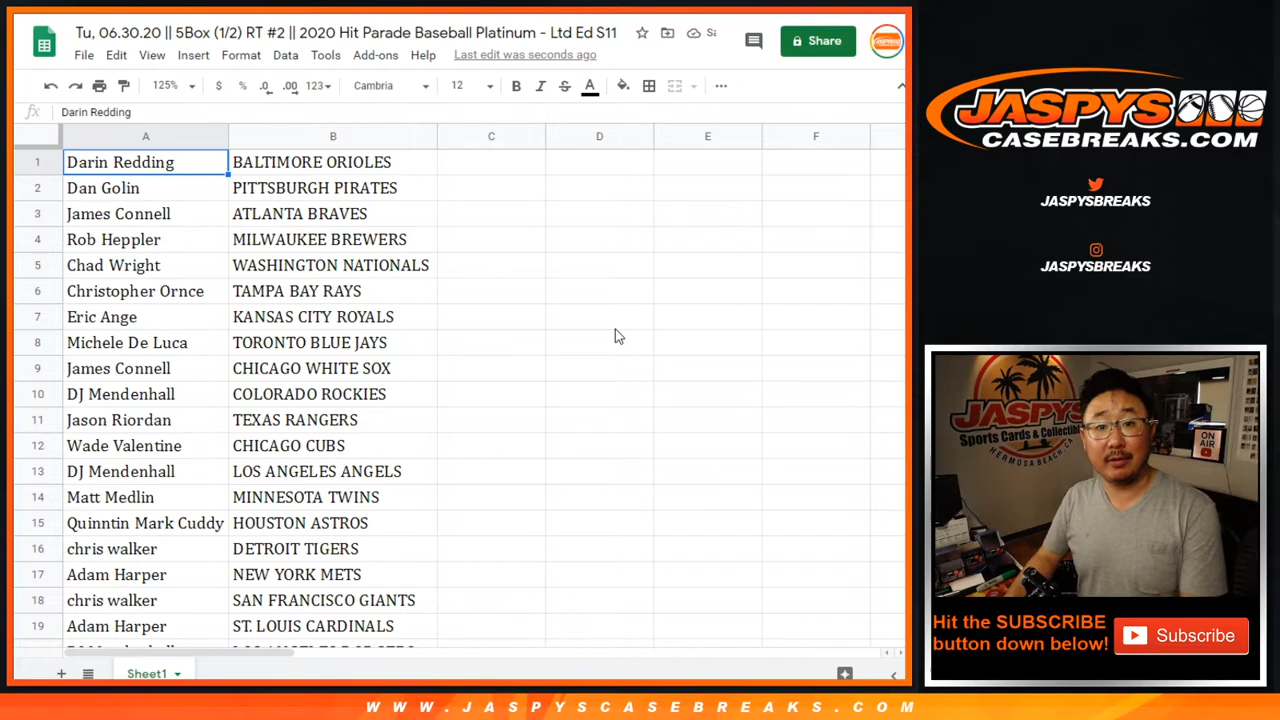 Tu, 06.30.20 || 5Box (1/2) RT #2 || 2020 Hit Parade Baseball Platinum - Ltd Ed S11
Share
File Edit View Insert Format Data Tools Add-ons Help Last edit was seconds ago
125% $ % .0 .00 123 Cambria 12 B I S A
fx Darin Redding
A B C D E F
1 Darin Redding BALTIMORE ORIOLES
2 Dan Golin PITTSBURGH PIRATES
3 James Connell ATLANTA BRAVES
4 Rob Heppler MILWAUKEE BREWERS
5 Chad Wright WASHINGTON NATIONALS
6 Christopher Ornce TAMPA BAY RAYS
7 Eric Ange KANSAS CITY ROYALS
8 Michele De Luca TORONTO BLUE JAYS
9 James Connell CHICAGO WHITE SOX
10 DJ Mendenhall COLORADO ROCKIES
11 Jason Riordan TEXAS RANGERS
12 Wade Valentine CHICAGO CUBS
13 DJ Mendenhall LOS ANGELES ANGELS
14 Matt Medlin MINNESOTA TWINS
15 Quinntin Mark Cuddy HOUSTON ASTROS
16 chris walker DETROIT TIGERS
17 Adam Harper NEW YORK METS
18 chris walker SAN FRANCISCO GIANTS
19 Adam Harper ST. LOUIS CARDINALS
Sheet1
JASPYS
CASEBREAKS.COM
JASPYSBREAKS
JASPYSBREAKS
JASPYS
Sports Cards & Collectibl
HERMOSA BEACH, CA
ON AIR
Hit the SUBSCRIBE
button down below!
Subscribe
WWW.JASPYSCASEBREAKS.COM